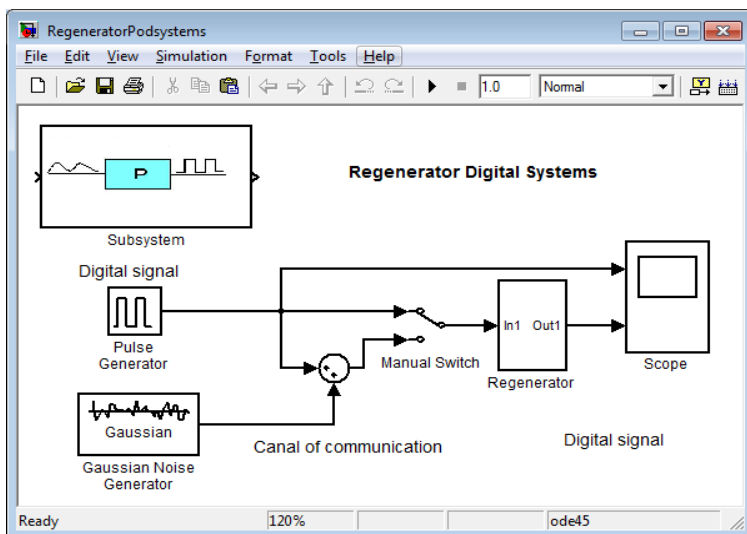 RegeneratorPodsystems
File Edit View Simulation Format Tools Help
1.0 Normal
P
Regenerator Digital Systems
Subsystem
Digital signal
Pulse
Generator
Manual Switch
In1 Out1
Regenerator
Scope
Gaussian
Gaussian Noise
Generator
Canal of communication
Digital signal
Ready 120% ode45